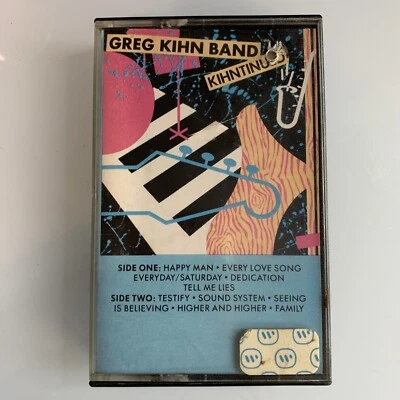 GREG KIHN BAND
KIHNTINUED
SIDE ONE: HAPPY MAN • EVERY LOVE SONG
EVERYDAY/SATURDAY • DEDICATION
TELL ME LIES
SIDE TWO: TESTIFY • SOUND SYSTEM • SEEING
IS BELIEVING • HIGHER AND HIGHER • FAMILY